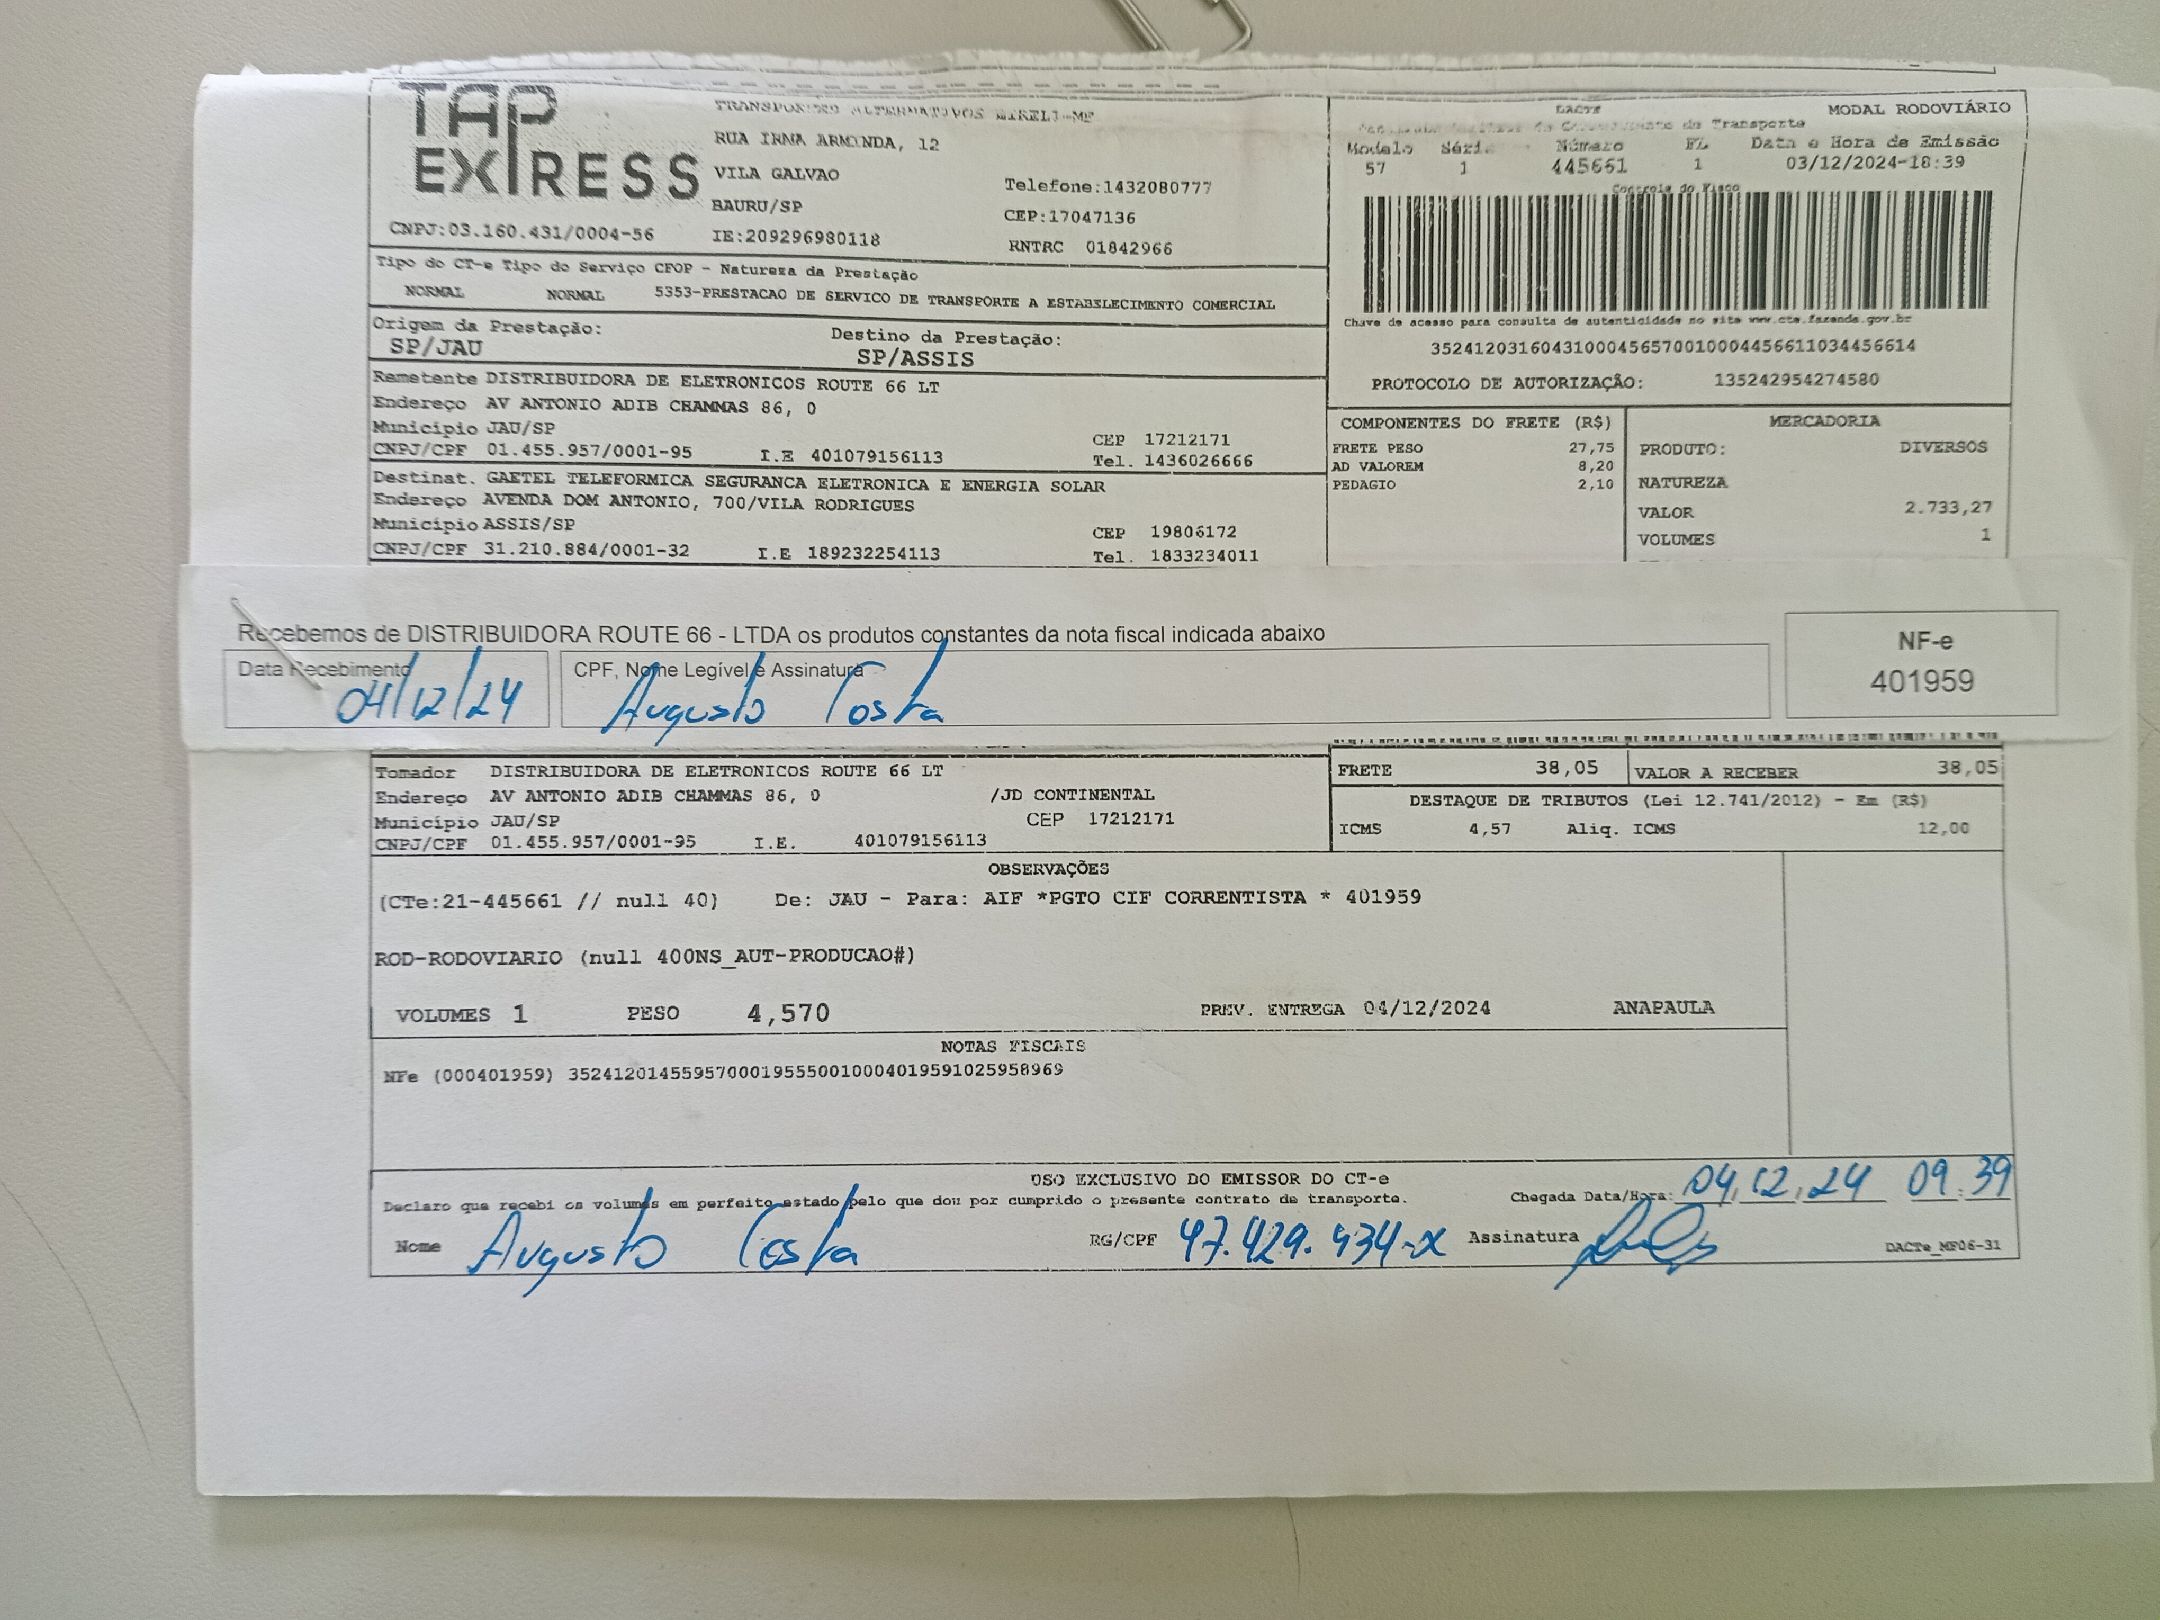 TAP EXPRESS
TRANSPORTES ALTERNATIVOS EIRELI-ME
RUA IRMA ARMINDA, 12
VILA GALVAO
Telefone:1432080777
BAURU/SP
CEP:17047136
CNPJ:03.160.431/0004-56 IE:209296980118
RNTRC 01842966
DACTE MODAL RODOVIÁRIO
de Transporte
Modelo Série Número FL Data e Hora de Emissão
57 1 445661 1 03/12/2024-18:39
Controle do Fisco
Chave de acesso para consulta de autenticidade no site www.cte.fazenda.gov.br
35241203160431000456570010004456611034456614
PROTOCOLO DE AUTORIZAÇÃO: 135242954274580
Tipo do CT-e Tipo do Serviço CFOP - Natureza da Prestação
NORMAL NORMAL 5353-PRESTACAO DE SERVICO DE TRANSPORTE A ESTABELECIMENTO COMERCIAL
Origem da Prestação: Destino da Prestação:
SP/JAU SP/ASSIS
Remetente DISTRIBUIDORA DE ELETRONICOS ROUTE 66 LT
Endereço AV ANTONIO ADIB CHAMMAS 86, 0
Município JAU/SP CEP 17212171
CNPJ/CPF 01.455.957/0001-95 I.E 401079156113 Tel. 1436026666
Destinat. GAETEL TELEFORMICA SEGURANCA ELETRONICA E ENERGIA SOLAR
Endereço AVENDA DOM ANTONIO, 700/VILA RODRIGUES
Município ASSIS/SP CEP 19806172
CNPJ/CPF 31.210.884/0001-32 I.E 189232254113 Tel. 1833234011
COMPONENTES DO FRETE (R$)
FRETE PESO 27,75
AD VALOREM 8,20
PEDAGIO 2,10
MERCADORIA
PRODUTO: DIVERSOS
NATUREZA
VALOR 2.733,27
VOLUMES 1
Recebemos de DISTRIBUIDORA ROUTE 66 - LTDA os produtos constantes da nota fiscal indicada abaixo
Data Recebimento
04/12/24
CPF, Nome Legível e Assinatura
Augusto Costa
NF-e
401959
Tomador DISTRIBUIDORA DE ELETRONICOS ROUTE 66 LT
Endereço AV ANTONIO ADIB CHAMMAS 86, 0 /JD CONTINENTAL
Município JAU/SP CEP 17212171
CNPJ/CPF 01.455.957/0001-95 I.E. 401079156113
FRETE 38,05 VALOR A RECEBER 38,05
DESTAQUE DE TRIBUTOS (Lei 12.741/2012) - Em (R$)
ICMS 4,57 Aliq. ICMS 12,00
OBSERVAÇÕES
(CTe:21-445661 // null 40) De: JAU - Para: AIF *PGTO CIF CORRENTISTA * 401959
ROD-RODOVIARIO (null 400NS_AUT-PRODUCAO#)
VOLUMES 1 PESO 4,570 PREV. ENTREGA 04/12/2024 ANAPAULA
NOTAS FISCAIS
NFe (000401959) 35241201455957000195550010004019591025958969
USO EXCLUSIVO DO EMISSOR DO CT-e
Declaro que recebi os volumes em perfeito estado pelo que dou por cumprido o presente contrato de transporte.
Chegada Data/Hora: 04,12,24 09:39
Nome Augusto Costa RG/CPF 47.429.434-x Assinatura
DACTe_MF06-31